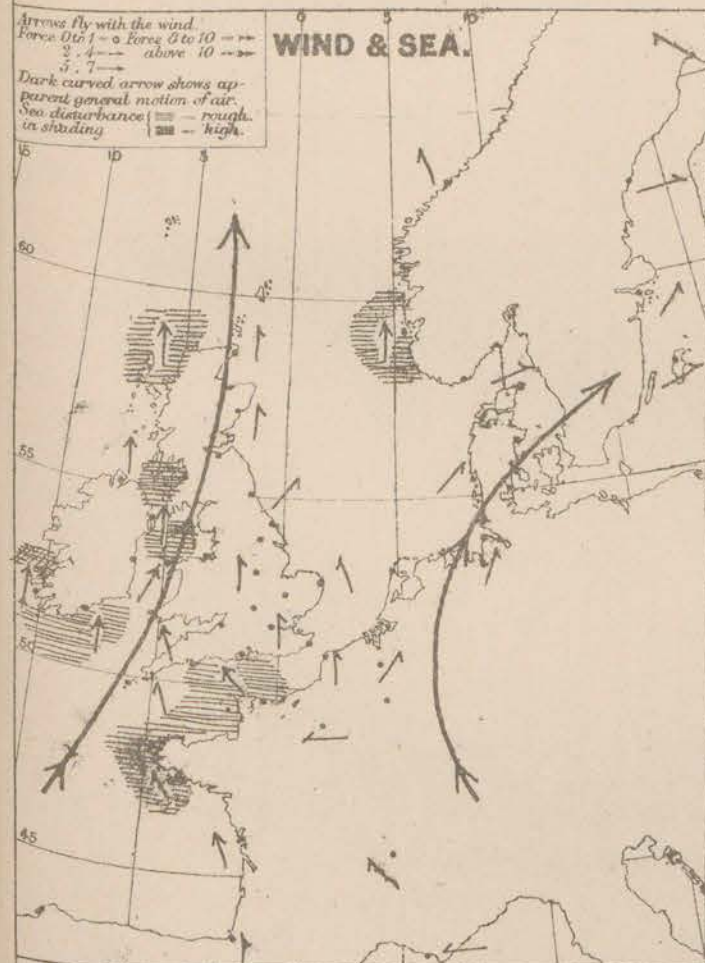 Arrows fly with the wind.
Force 0 to 1 – o Force 8 to 10 –
2 . 4 – above 10 –
5 . 7 –
Dark curved arrow shows ap-
parent general motion of air.
Sea disturbance { – rough.
in shading – high.
WIND & SEA.
0 5 10
15 10 5
60
55
50
45